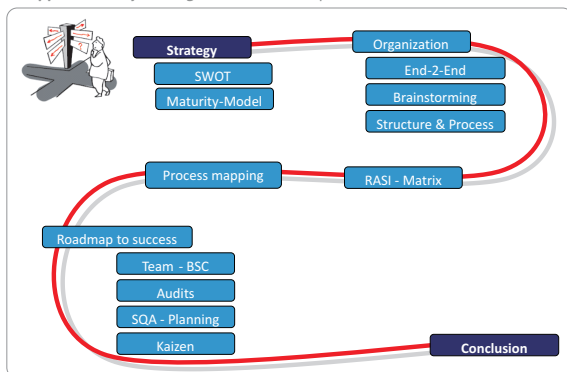 Strategy
SWOT
Maturity-Model
Organization
End-2-End
Brainstorming
Structure & Process
Process mapping
RASI - Matrix
Roadmap to success
Team - BSC
Audits
SQA - Planning
Kaizen
Conclusion